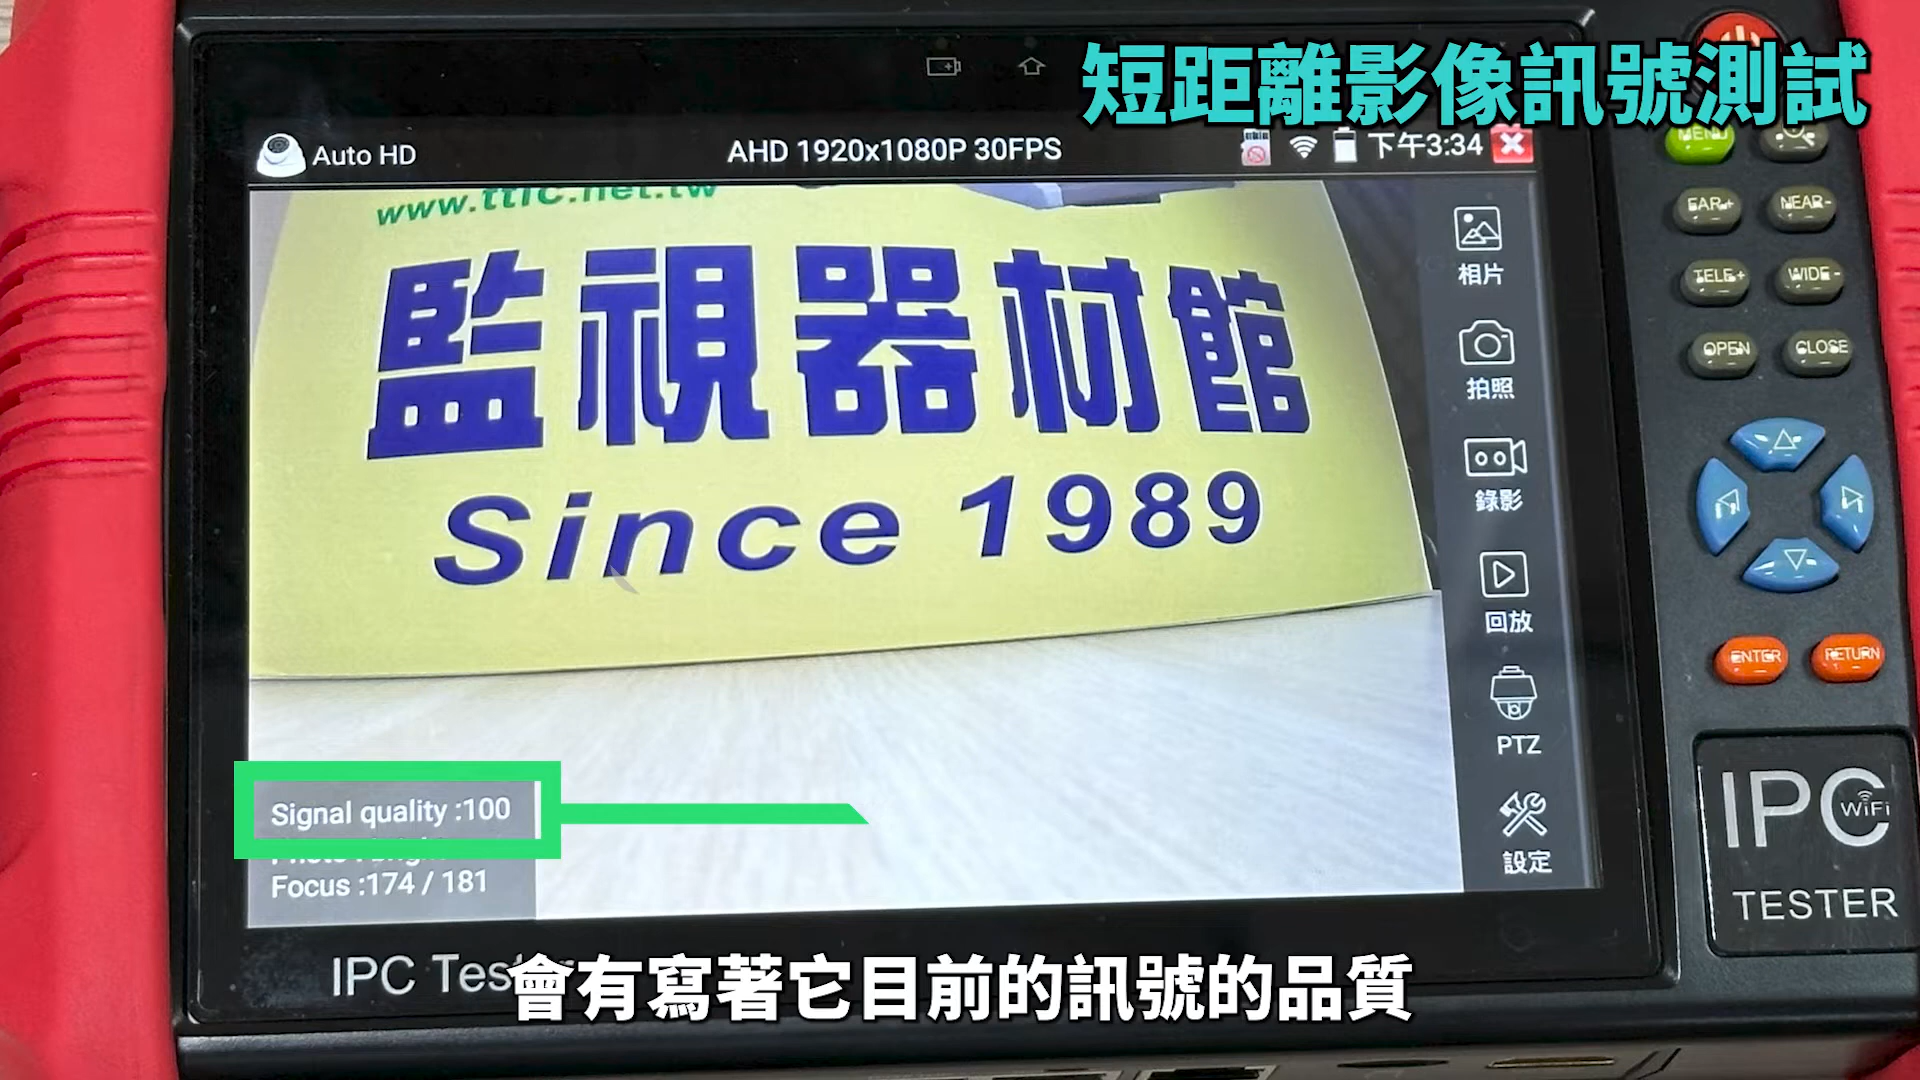 短距離影像訊號測試
Auto HD
AHD 1920x1080P 30FPS
下午3:34
www.ttic.net.tw
監視器材館
Since 1989
相片
拍照
錄影
回放
PTZ
設定
Signal quality :100
Focus :174 / 181
MENU
FAR+
NEAR-
TELE+
WIDE-
OPEN
CLOSE
ENTER
RETURN
IPC
WiFi
TESTER
IPC Test
會有寫著它目前的訊號的品質